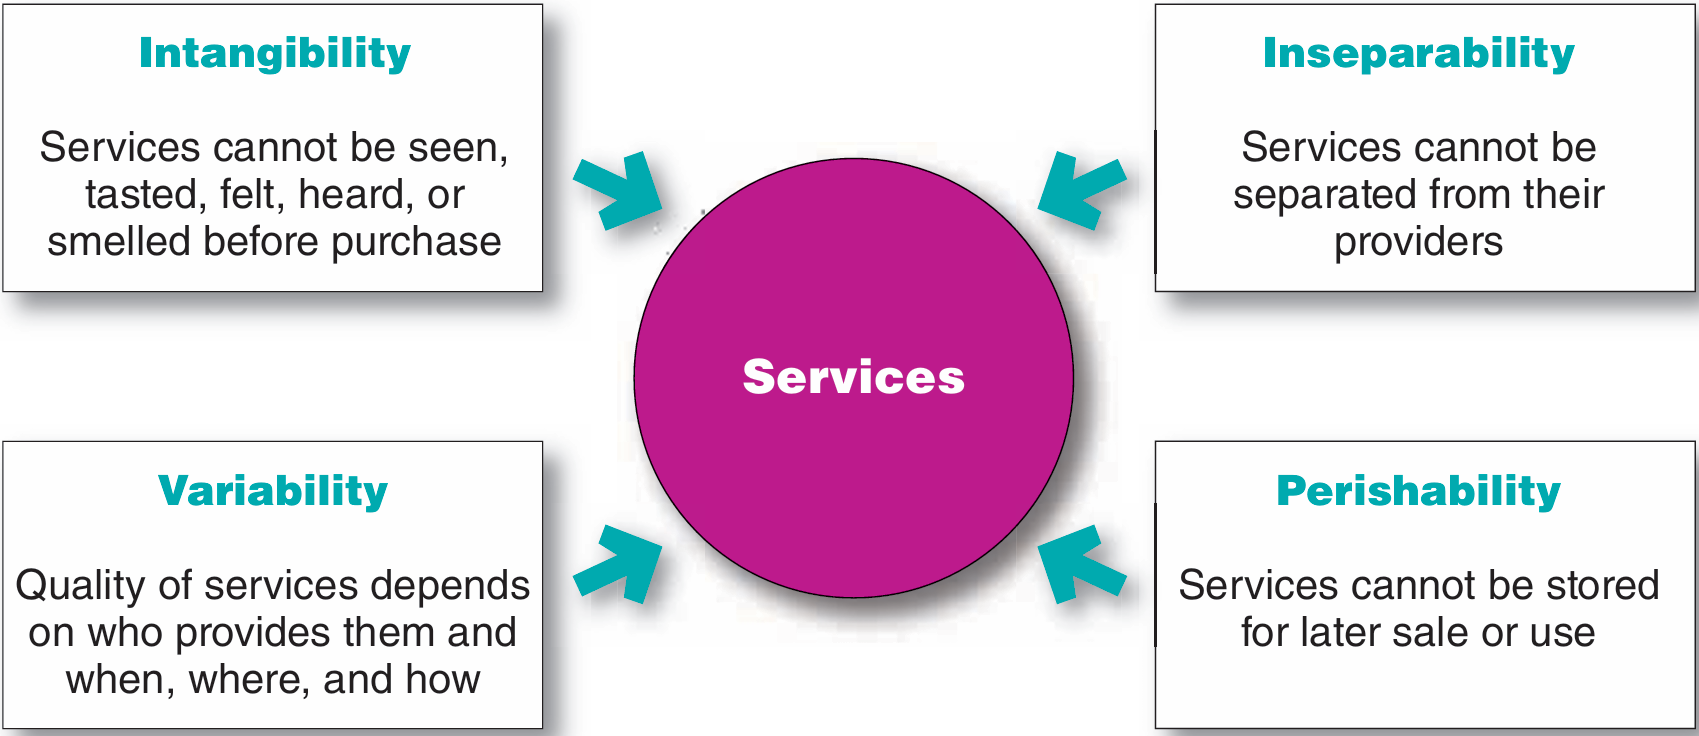 Intangibility
Services cannot be seen,
tasted, felt, heard, or
smelled before purchase
Inseparability
Services cannot be
separated from their
providers
Services
Variability
Quality of services depends
on who provides them and
when, where, and how
Perishability
Services cannot be stored
for later sale or use